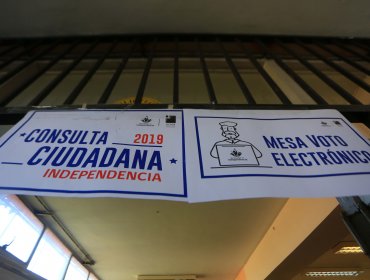 CONSULTA
2019
CIUDADANA
INDEPENDENCIA
MESA VOTO
ELECTRÓNICO